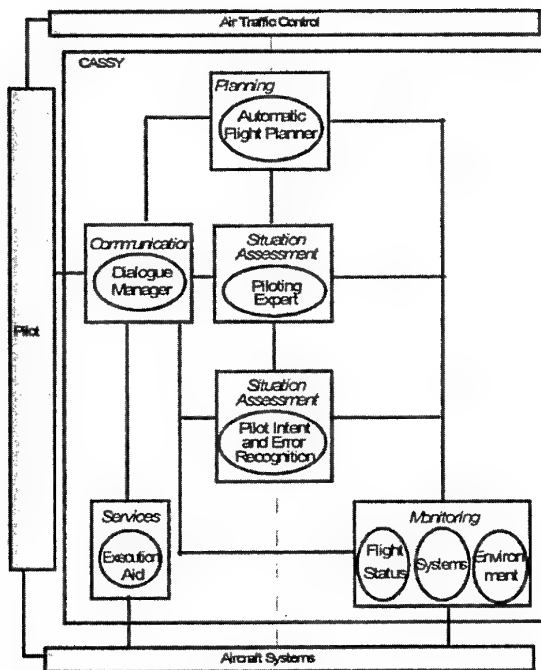 Air Traffic Control
CASSY
Planning
Automatic
Flight Planner
Communication
Dialogue
Manager
Situation
Assessment
Piloting
Expert
Pilot
Situation
Assessment
Pilot Intent
and Error
Recognition
Services
Execution
Aid
Monitoring
Flight
Status
Systems
Environ
ment
Aircraft Systems